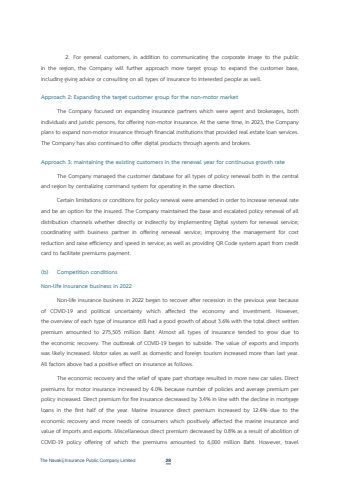 2. For general customers, in addition to communicating the corporate image to the public
in the region, the Company will further approach more target group to expand the customer base,
including giving advice or consulting on all types of insurance to interested people as well.
Approach 2: Expanding the target customer group for the non-motor market
The Company focused on expanding insurance partners which were agent and brokerages, both
individuals and juristic persons, for offering non-motor insurance. At the same time, in 2023, the Company
plans to expand non-motor insurance through financial institutions that provided real estate loan services.
The Company has also continued to offer digital products through agents and brokers.
Approach 3: maintaining the existing customers in the renewal year for continuous growth rate
The Company managed the customer database for all types of policy renewal both in the central
and region by centralizing command system for operating in the same direction.
Certain limitations or conditions for policy renewal were amended in order to increase renewal rate
and be an option for the insured. The Company maintained the base and escalated policy renewal of all
distribution channels whether directly or indirectly by implementing Digital system for renewal service,
coordinating with business partner in offering renewal service; improving the management for cost
reduction and raise efficiency and speed in service; as well as providing QR Code system apart from credit
card to facilitate premiums payment.
(b) Competition conditions
Non-life insurance business in 2022
Non-life insurance business in 2022 began to recover after recession in the previous year because
of COVID-19 and political uncertainty which affected the economy and investment. However,
the overview of each type of insurance still had a good growth of about 3.6% with the total direct written
premium amounted to 275,505 million Baht. Almost all types of insurance tended to grow due to
the economic recovery. The outbreak of COVID-19 began to subside. The value of exports and imports
was likely increased. Motor sales as well as domestic and foreign tourism increased more than last year.
All factors above had a positive effect on insurance as follows.
The economic recovery and the relief of spare part shortage resulted in more new car sales. Direct
premiums for motor insurance increased by 4.0% because number of policies and average premium per
policy increased. Direct premium for fire insurance decreased by 3.4% in line with the decline in mortgage
loans in the first half of the year. Marine insurance direct premium increased by 12.4% due to the
economic recovery and more needs of consumers which positively affected the marine insurance and
value of imports and exports. Miscellaneous direct premium decreased by 0.8% as a result of abolition of
COVID-19 policy offering of which the premiums amounted to 6,000 million Baht. However, travel
The Navakij Insurance Public Company Limited